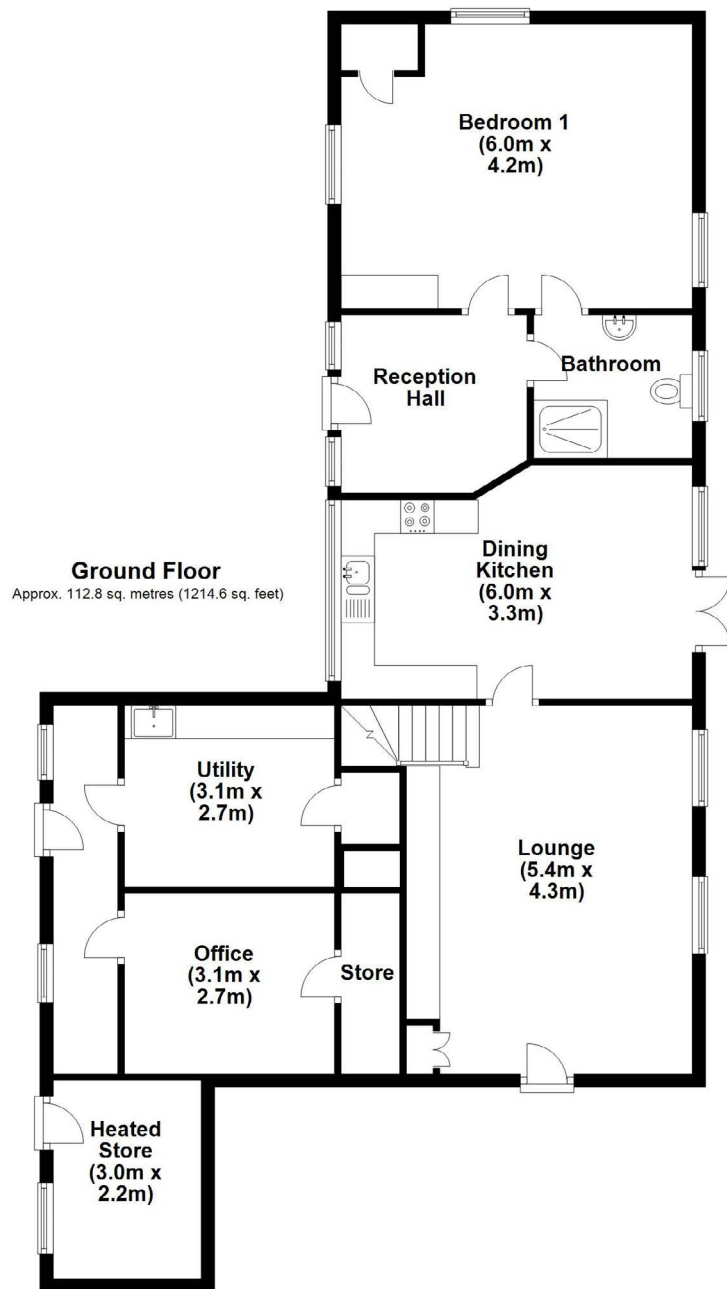 Bedroom 1
(6.0m x
4.2m)
Reception
Hall
Bathroom
Ground Floor
Approx. 112.8 sq. metres (1214.6 sq. feet)
Dining
Kitchen
(6.0m x
3.3m)
Utility
(3.1m x
2.7m)
Lounge
(5.4m x
4.3m)
Office
(3.1m x
2.7m)
Store
Heated
Store
(3.0m x
2.2m)